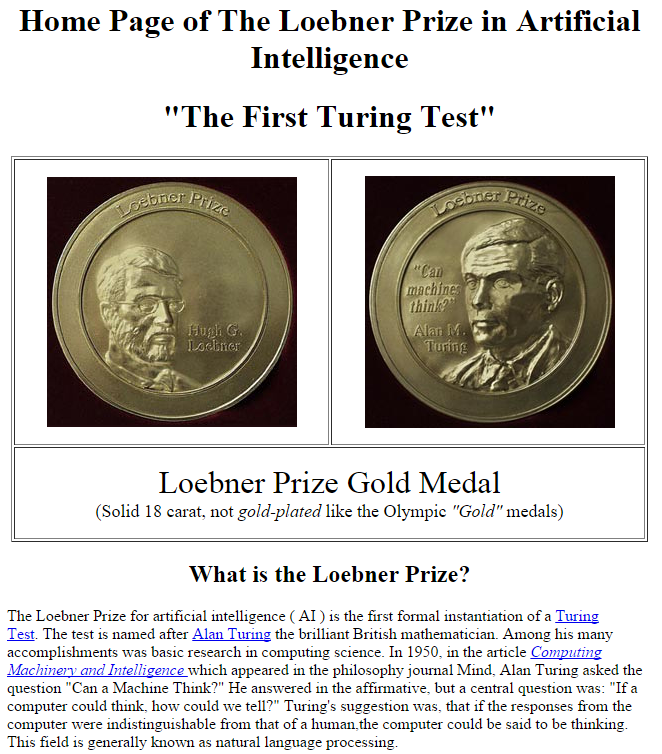 Home Page of The Loebner Prize in Artificial
Intelligence
"The First Turing Test"
Loebner Prize
Hugh G.
Loebner
Loebner Prize
"Can
machines
think?"
Alan M.
Turing
Loebner Prize Gold Medal
(Solid 18 carat, not gold-plated like the Olympic "Gold" medals)
What is the Loebner Prize?
The Loebner Prize for artificial intelligence ( AI ) is the first formal instantiation of a Turing
Test. The test is named after Alan Turing the brilliant British mathematician. Among his many
accomplishments was basic research in computing science. In 1950, in the article Computing
Machinery and Intelligence which appeared in the philosophy journal Mind, Alan Turing asked the
question "Can a Machine Think?" He answered in the affirmative, but a central question was: "If a
computer could think, how could we tell?" Turing's suggestion was, that if the responses from the
computer were indistinguishable from that of a human,the computer could be said to be thinking.
This field is generally known as natural language processing.